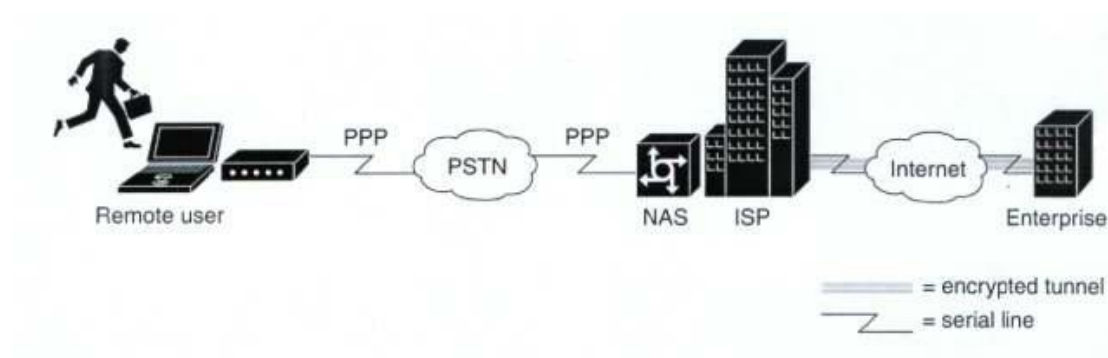 PPP
PSTN
PPP
Internet
Remote user
NAS
ISP
Enterprise
= encrypted tunnel
= serial line